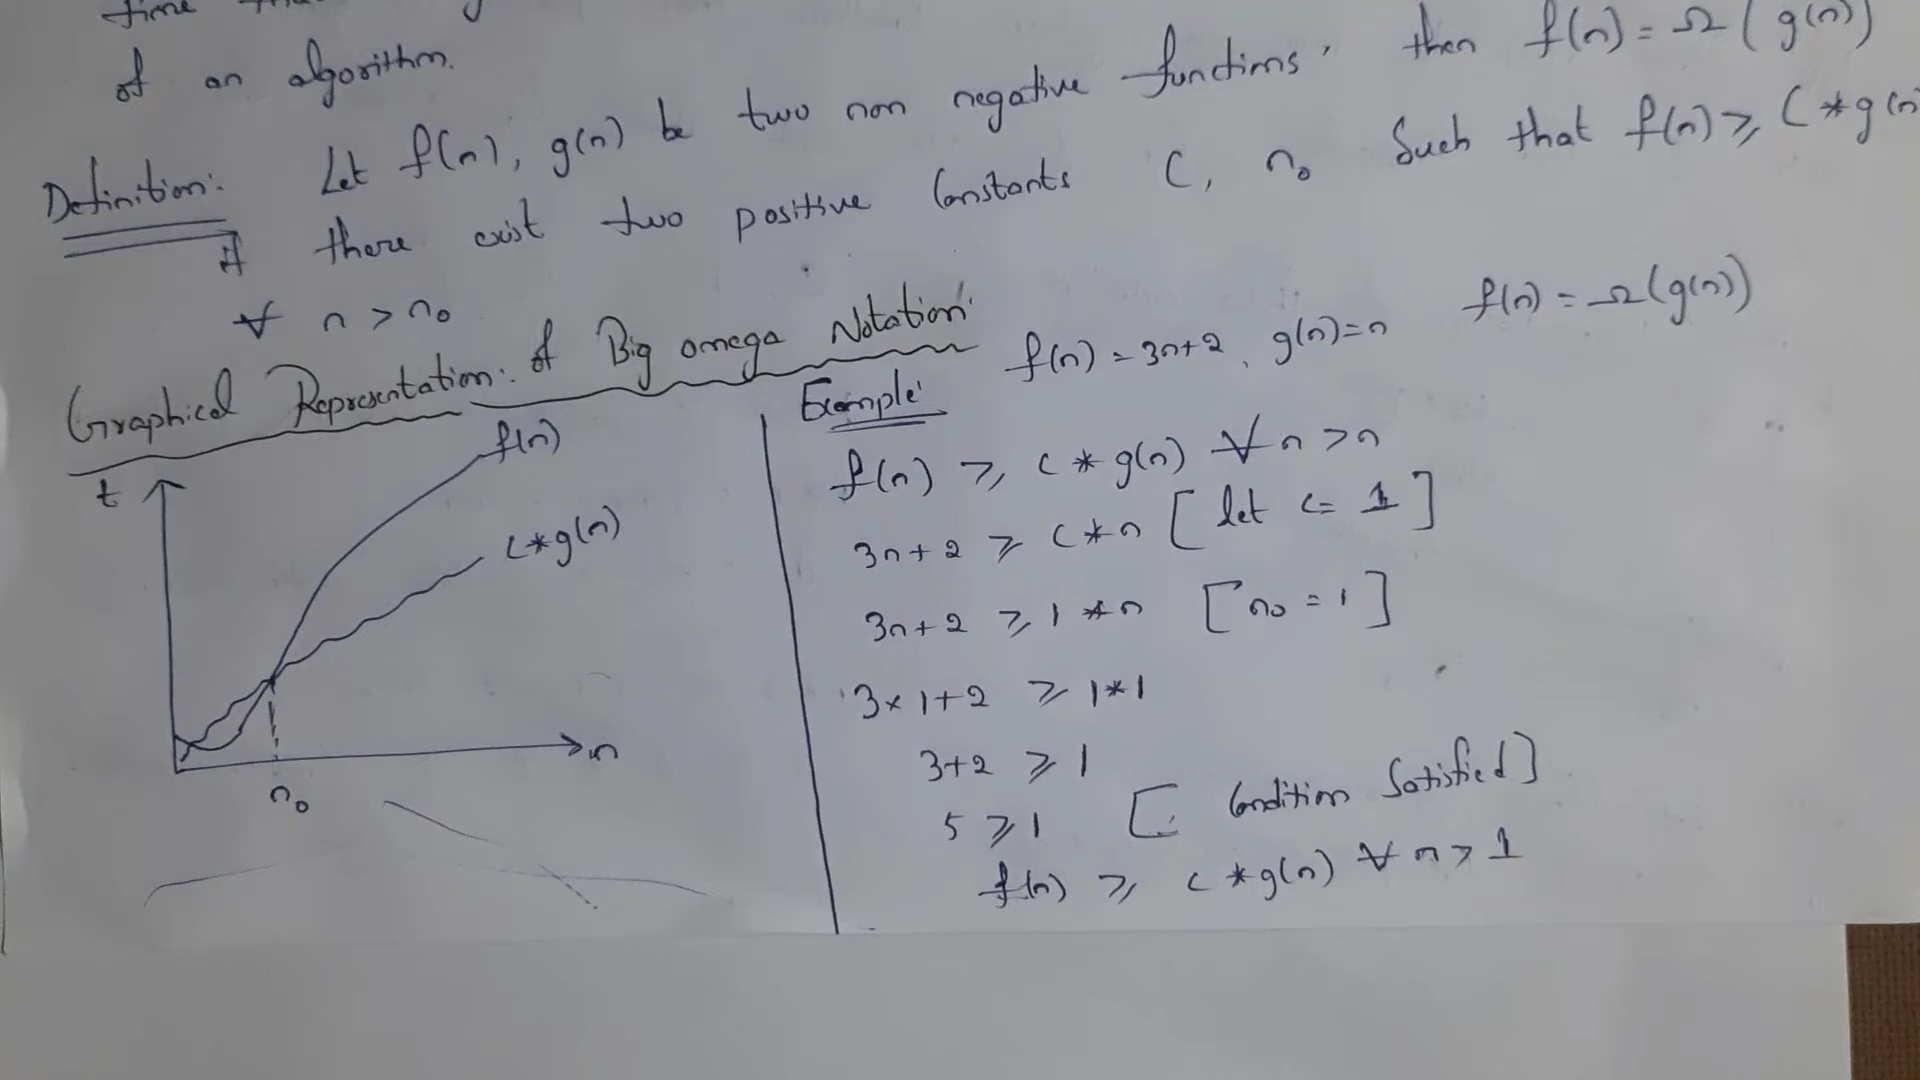 of an algorithm.
Definition: Let f(n), g(n) be two non negative functions, then f(n) = Ω(g(n))
if there exist two positive Constants C, n₀ Such that f(n) ≥ C*g(n
∀ n > n₀
Graphical Representation: of Big omega Notation:
t
f(n)
C*g(n)
n
n₀
Example: f(n) = 3n+2, g(n)=n f(n) = Ω(g(n))
f(n) ≥ C * g(n) ∀ n > n
3n+2 ≥ C*n [let C= 1]
3n+2 ≥ 1*n [n₀ = 1]
3×1+2 ≥ 1*1
3+2 ≥ 1
5 ≥ 1 [: Condition Satisfied]
f(n) ≥ C*g(n) ∀ n > 1